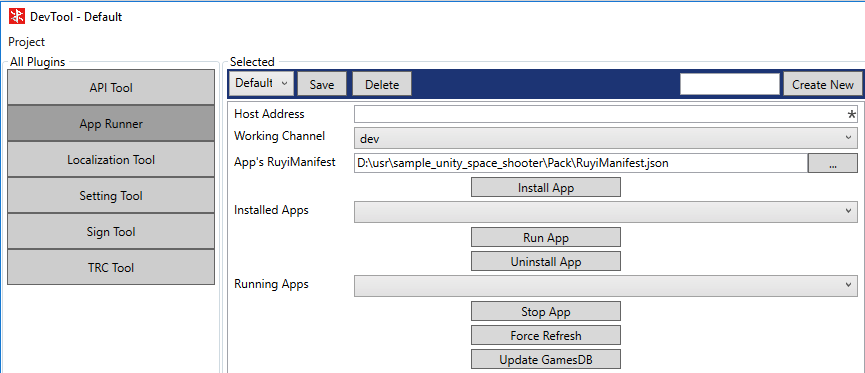 DevTool - Default
Project
All Plugins
API Tool
App Runner
Localization Tool
Setting Tool
Sign Tool
TRC Tool
Selected
Default Save Delete Create New
Host Address *
Working Channel dev
App's RuyiManifest D:\usr\sample_unity_space_shooter\Pack\RuyiManifest.json ...
Install App
Installed Apps
Run App
Uninstall App
Running Apps
Stop App
Force Refresh
Update GamesDB